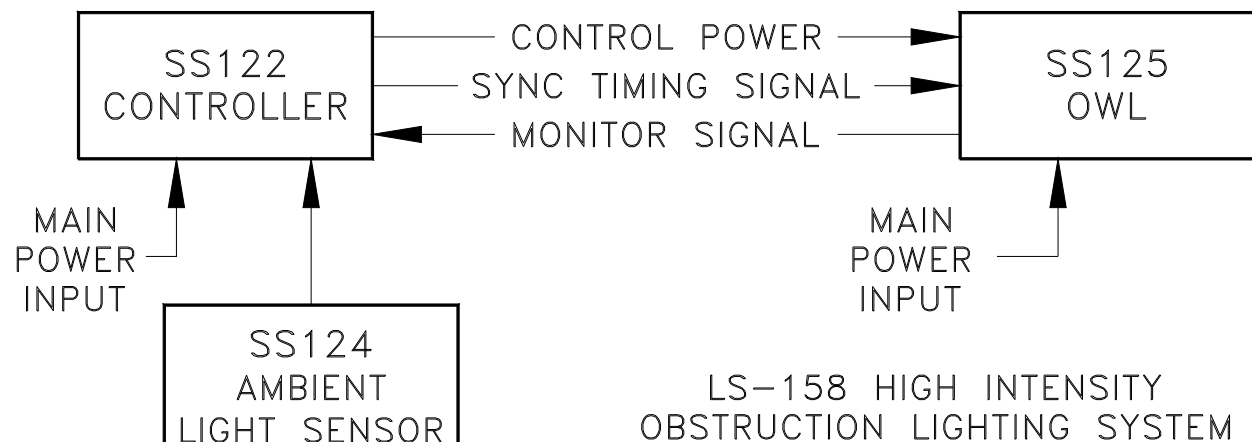 SS122
CONTROLLER
CONTROL POWER
SYNC TIMING SIGNAL
MONITOR SIGNAL
SS125
OWL
MAIN
POWER
INPUT
MAIN
POWER
INPUT
SS124
AMBIENT
LIGHT SENSOR
LS-158 HIGH INTENSITY
OBSTRUCTION LIGHTING SYSTEM